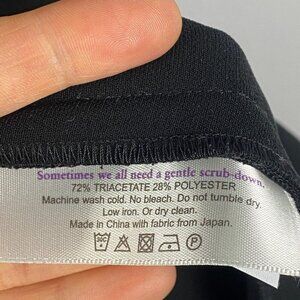 Sometimes we all need a gentle scrub-down.
72% TRIACETATE 28% POLYESTER
Machine wash cold. No bleach. Do not tumble dry.
Low iron. Or dry clean.
Made in China with fabric from Japan.